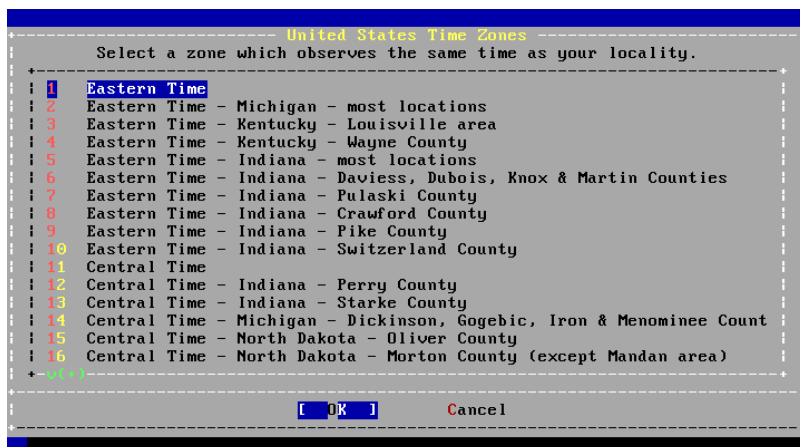 United States Time Zones
Select a zone which observes the same time as your locality.
1 Eastern Time
2 Eastern Time - Michigan - most locations
3 Eastern Time - Kentucky - Louisville area
4 Eastern Time - Kentucky - Wayne County
5 Eastern Time - Indiana - most locations
6 Eastern Time - Indiana - Daviess, Dubois, Knox & Martin Counties
7 Eastern Time - Indiana - Pulaski County
8 Eastern Time - Indiana - Crawford County
9 Eastern Time - Indiana - Pike County
10 Eastern Time - Indiana - Switzerland County
11 Central Time
12 Central Time - Indiana - Perry County
13 Central Time - Indiana - Starke County
14 Central Time - Michigan - Dickinson, Gogebic, Iron & Menominee Count
15 Central Time - North Dakota - Oliver County
16 Central Time - North Dakota - Morton County (except Mandan area)
v(+)
[ OK ] Cancel